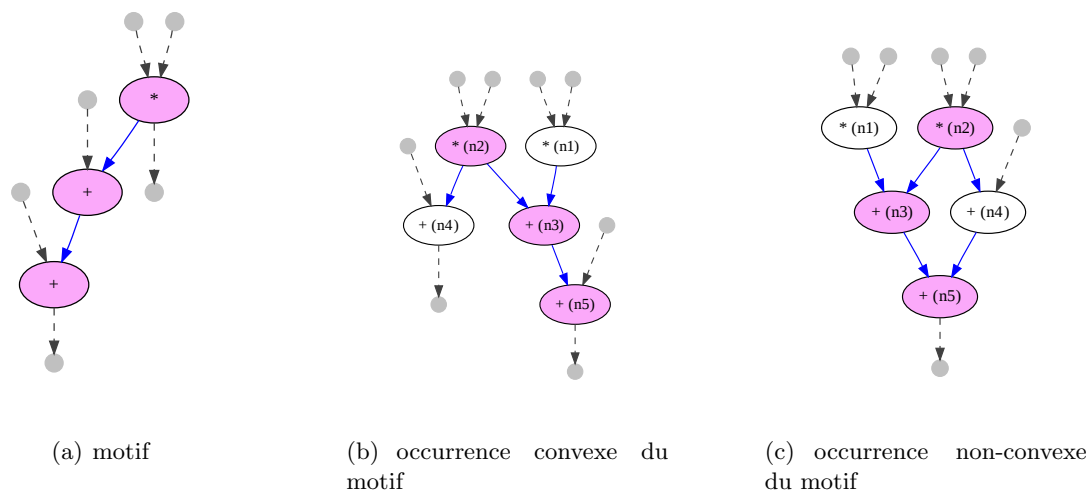 *
+
+
* (n2)
* (n1)
+ (n4)
+ (n3)
+ (n5)
* (n1)
* (n2)
+ (n3)
+ (n4)
+ (n5)
(a) motif
(b) occurrence convexe du
motif
(c) occurrence non-convexe
du motif